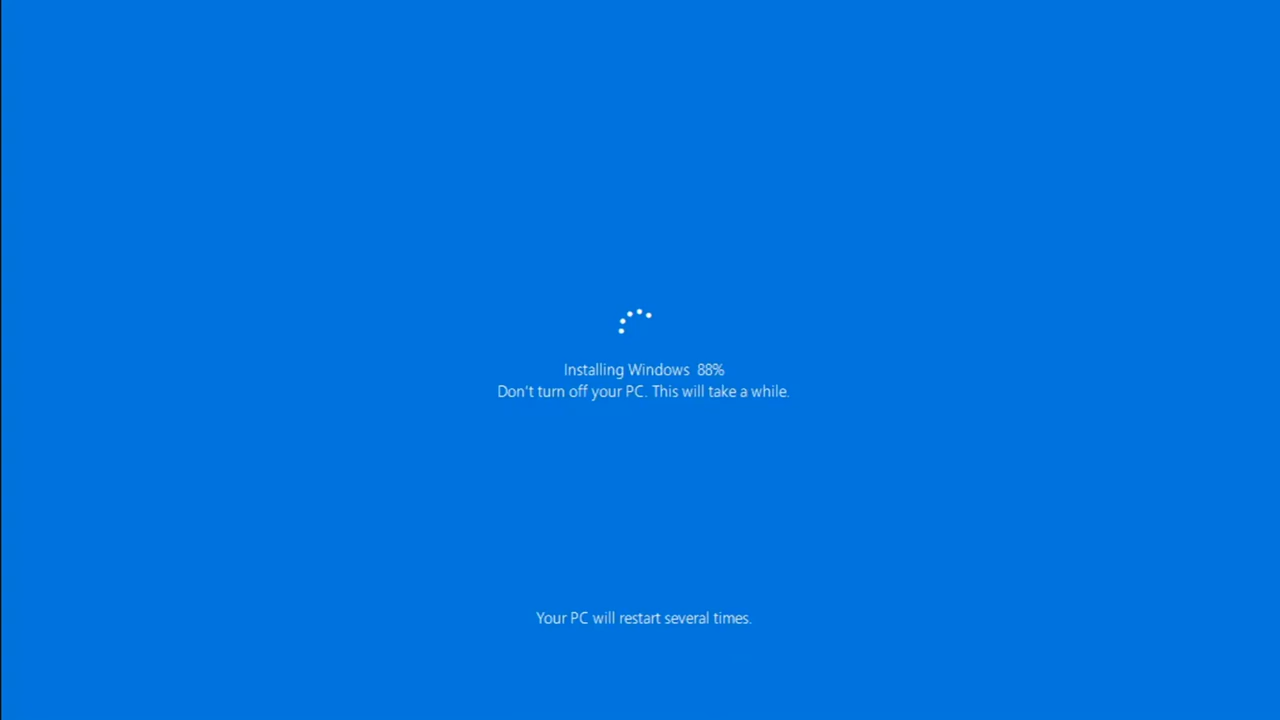 Installing Windows  88%
Don't turn off your PC. This will take a while.
Your PC will restart several times.